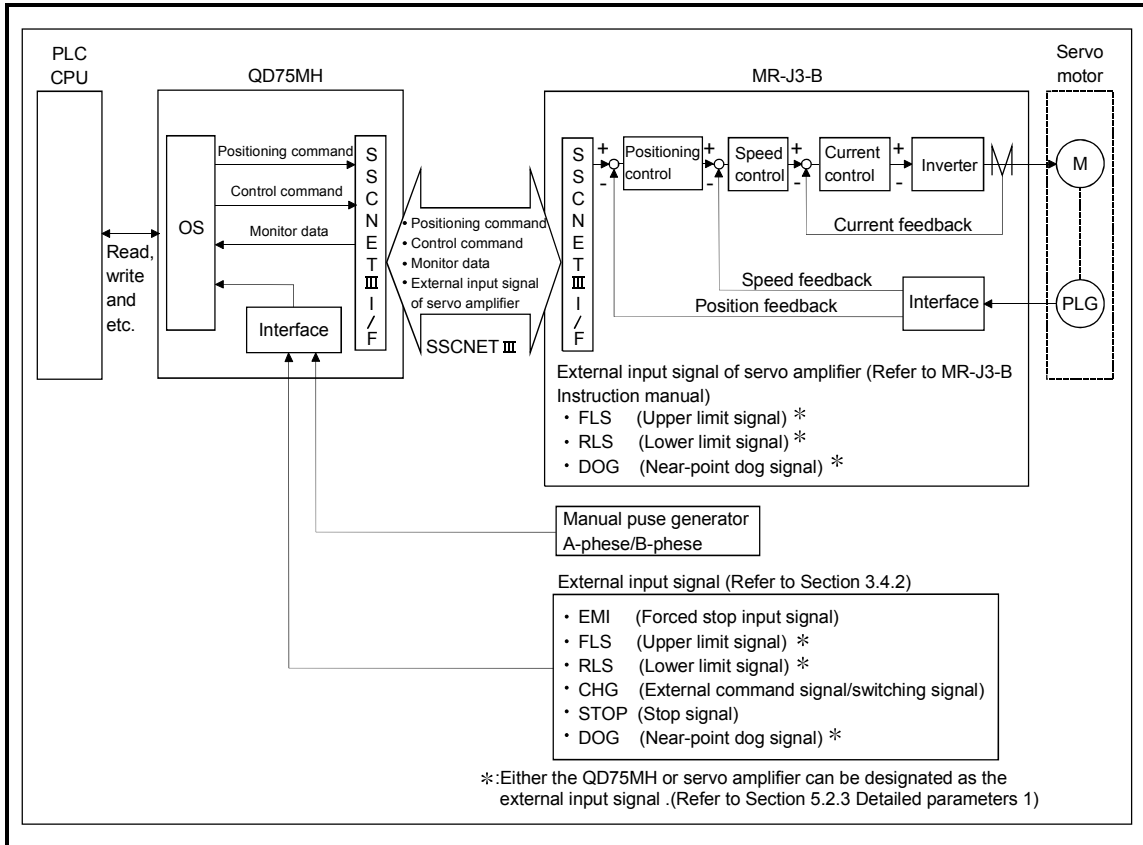 PLC
CPU
QD75MH
MR-J3-B
Servo
motor
OS
Positioning command
Control command
Monitor data
Interface
SSCNETⅢI/F
Read,
write
and
etc.
• Positioning command
• Control command
• Monitor data
• External input signal
of servo amplifier
SSCNETⅢ
SSCNETⅢI/F
+
-
Positioning
control
+
-
Speed
control
+
-
Current
control
+
-
Inverter
M
Current feedback
Speed feedback
Position feedback
Interface
PLG
External input signal of servo amplifier (Refer to MR-J3-B
Instruction manual)
・ FLS (Upper limit signal) *
・ RLS (Lower limit signal) *
・ DOG (Near-point dog signal) *
Manual puse generator
A-phese/B-phese
External input signal (Refer to Section 3.4.2)
・ EMI (Forced stop input signal)
・ FLS (Upper limit signal) *
・ RLS (Lower limit signal) *
・ CHG (External command signal/switching signal)
・ STOP (Stop signal)
・ DOG (Near-point dog signal) *
*:Either the QD75MH or servo amplifier can be designated as the
external input signal .(Refer to Section 5.2.3 Detailed parameters 1)